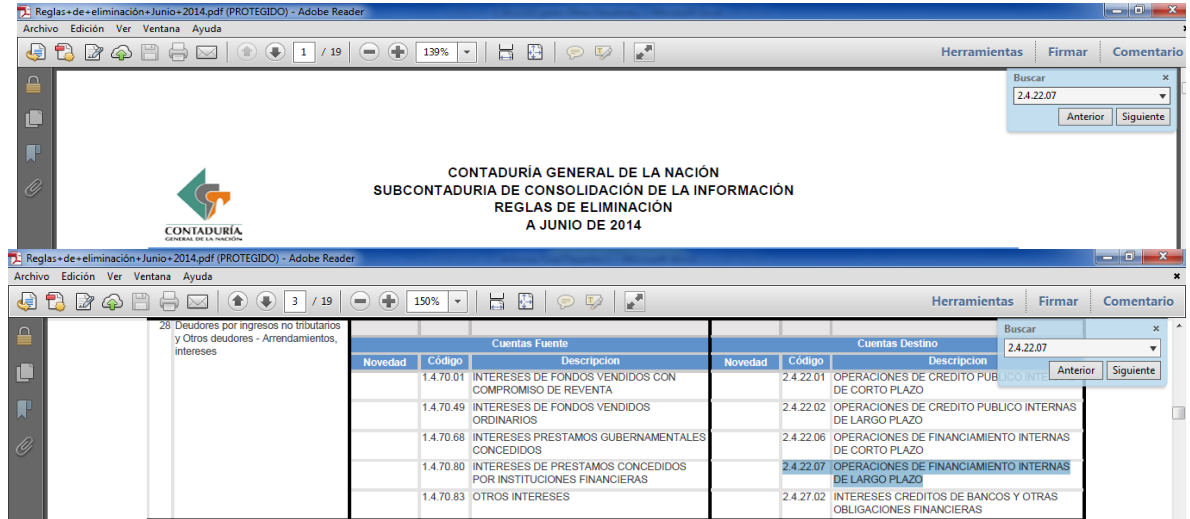 Reglas+de+eliminación+Junio+2014.pdf (PROTEGIDO) - Adobe Reader
Archivo Edición Ver Ventana Ayuda
1 / 19 139% Herramientas Firmar Comentario
Buscar
2.4.22.07
Anterior Siguiente
CONTADURÍA GENERAL DE LA NACIÓN
SUBCONTADURIA DE CONSOLIDACIÓN DE LA INFORMACIÓN
REGLAS DE ELIMINACIÓN
A JUNIO DE 2014
CONTADURÍA
GENERAL DE LA NACIÓN
Reglas+de+eliminación+Junio+2014.pdf (PROTEGIDO) - Adobe Reader
Archivo Edición Ver Ventana Ayuda
3 / 19 150% Herramientas Firmar Comentario
Buscar
2.4.22.07
Anterior Siguiente
28 Deudores por ingresos no tributarios
y Otros deudores - Arrendamientos,
intereses
Cuentas Fuente Cuentas Destino
Novedad Código Descripcion Novedad Código Descripcion
1.4.70.01 INTERESES DE FONDOS VENDIDOS CON 2.4.22.01 OPERACIONES DE CREDITO
COMPROMISO DE REVENTA DE CORTO PLAZO
1.4.70.49 INTERESES DE FONDOS VENDIDOS 2.4.22.02 OPERACIONES DE CREDITO PUBLICO INTERNAS
ORDINARIOS DE LARGO PLAZO
1.4.70.68 INTERESES PRESTAMOS GUBERNAMENTALES 2.4.22.06 OPERACIONES DE FINANCIAMIENTO INTERNAS
CONCEDIDOS DE CORTO PLAZO
1.4.70.80 INTERESES DE PRESTAMOS CONCEDIDOS 2.4.22.07 OPERACIONES DE FINANCIAMIENTO INTERNAS
POR INSTITUCIONES FINANCIERAS DE LARGO PLAZO
1.4.70.83 OTROS INTERESES 2.4.27.02 INTERESES CREDITOS DE BANCOS Y OTRAS
OBLIGACIONES FINANCIERAS